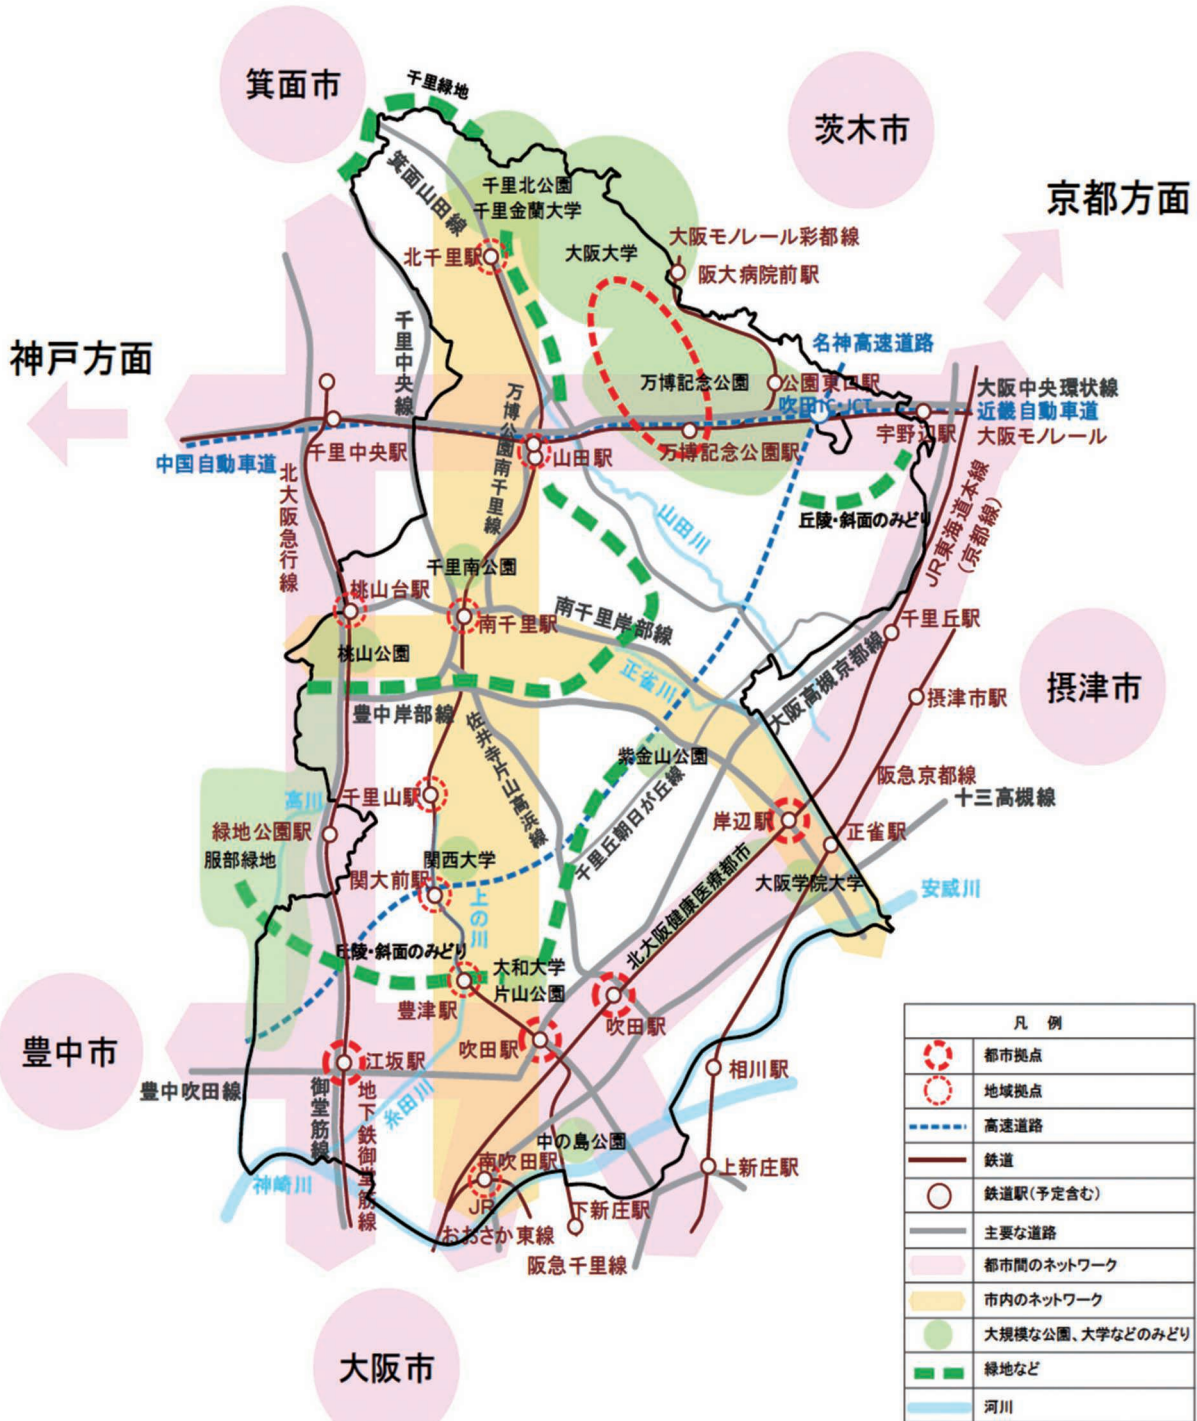 箕面市
千里緑地
茨木市
京都方面
箕面山田線
千里北公園
千里金蘭大学
北千里駅
大阪大学
大阪モノレール彩都線
阪大病院前駅
神戸方面
千里中央線
名神高速道路
万博記念公園
公園東口駅
大阪中央環状線
吹田IC・JCT
近畿自動車道
宇野辺駅
大阪モノレール
中国自動車道
千里中央駅
万博公園南千里線
山田駅
万博記念公園駅
北大阪急行線
山田川
丘陵・斜面のみどり
JR東海道本線
(京都線)
千里南公園
桃山台駅
南千里駅
南千里岸部線
千里丘駅
桃山公園
正雀川
大阪高槻京都線
摂津市駅
摂津市
豊中岸部線
佐井寺片山高浜線
紫金山公園
阪急京都線
千里丘朝日が丘線
十三高槻線
高川
千里山駅
岸辺駅
正雀駅
緑地公園駅
服部緑地
関西大学
関大前駅
上の川
北大阪健康医療都市
大阪学院大学
安威川
丘陵・斜面のみどり
大和大学
片山公園
豊津駅
吹田駅
吹田駅
豊中市
江坂駅
相川駅
豊中吹田線
御堂筋線
地下鉄御堂筋線
糸田川
中の島公園
南吹田駅
上新庄駅
神崎川
JR
おおさか東線
下新庄駅
阪急千里線
大阪市
凡 例
都市拠点
地域拠点
高速道路
鉄道
鉄道駅(予定含む)
主要な道路
都市間のネットワーク
市内のネットワーク
大規模な公園、大学などのみどり
緑地など
河川